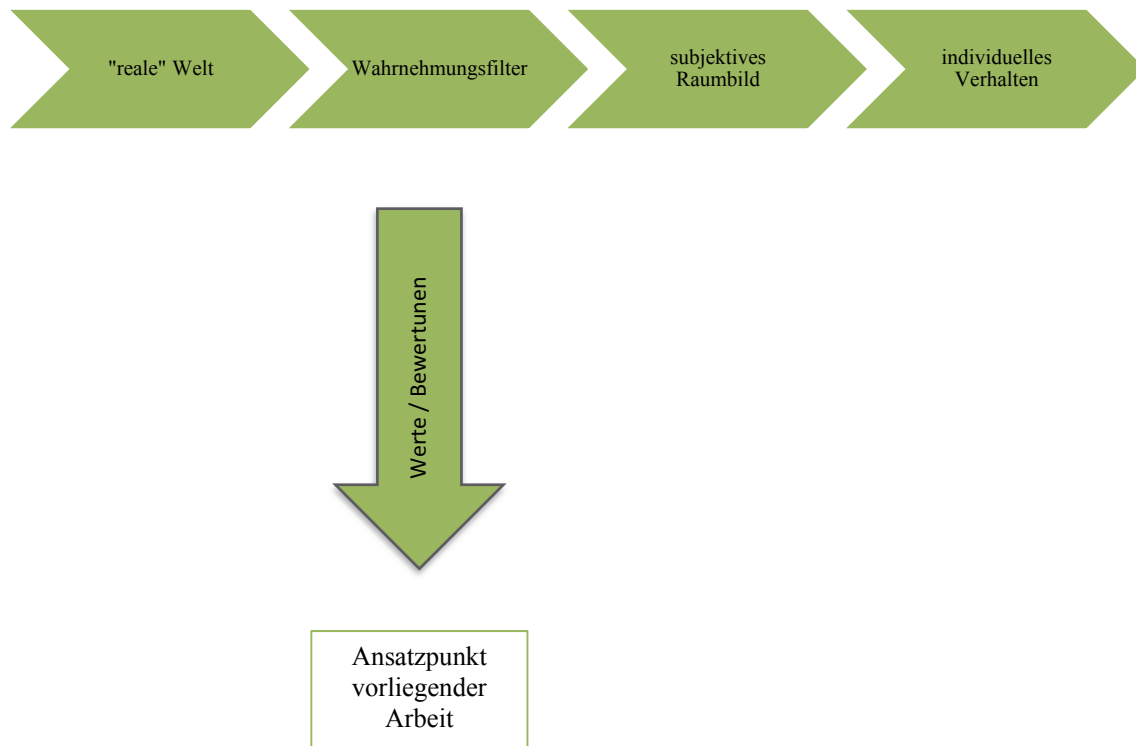 "reale" Welt
Wahrnehmungsfilter
subjektives
Raumbild
individuelles
Verhalten
Werte / Bewertunen
Ansatzpunkt
vorliegender
Arbeit